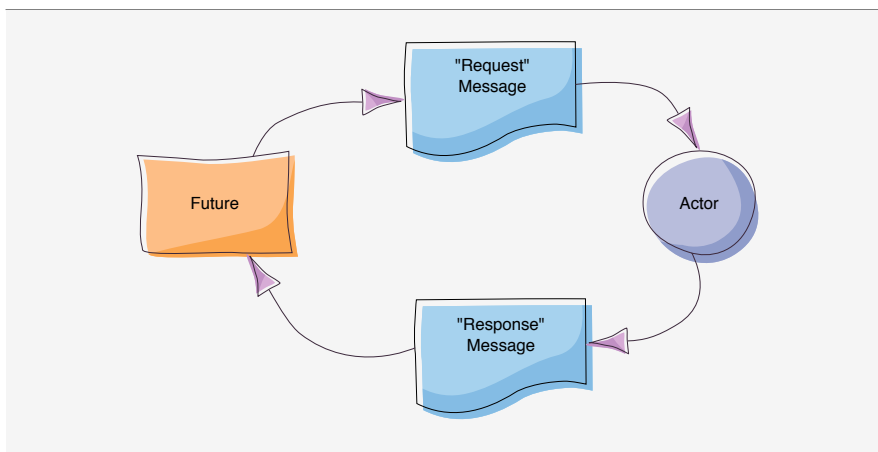 "Request"
Message
Future
Actor
"Response"
Message